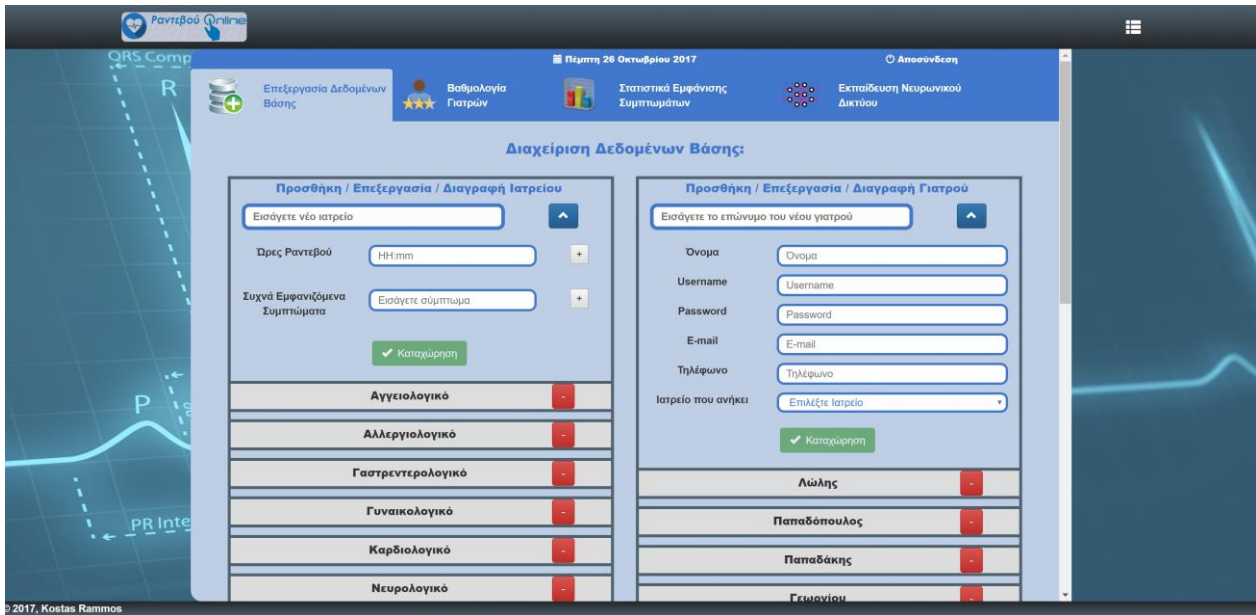 Ραντεβού Online
QRS Comp
R
P
PR Inte
Πέμπτη 26 Οκτωβρίου 2017
Αποσύνδεση
Επεξεργασία Δεδομένων
Βάσης
Βαθμολογία
Γιατρών
Στατιστικά Εμφάνισης
Συμπτωμάτων
Εκπαίδευση Νευρωνικού
Δικτύου
Διαχείριση Δεδομένων Βάσης:
Προσθήκη / Επεξεργασία / Διαγραφή Ιατρείου
Εισάγετε νέο ιατρείο
Ώρες Ραντεβού
HH:mm
+
Συχνά Εμφανιζόμενα
Συμπτώματα
Εισάγετε σύμπτωμα
+
Καταχώρηση
Αγγειολογικό
-
Αλλεργιολογικό
-
Γαστρεντερολογικό
-
Γυναικολογικό
-
Καρδιολογικό
-
Νευρολογικό
-
Προσθήκη / Επεξεργασία / Διαγραφή Γιατρού
Εισάγετε το επώνυμο του νέου γιατρού
Όνομα
Όνομα
Username
Username
Password
Password
E-mail
E-mail
Τηλέφωνο
Τηλέφωνο
Ιατρείο που ανήκει
Επιλέξτε Ιατρείο
Καταχώρηση
Λώλης
-
Παπαδόπουλος
-
Παπαδάκης
-
Γεωργίου
-
© 2017, Kostas Rammos